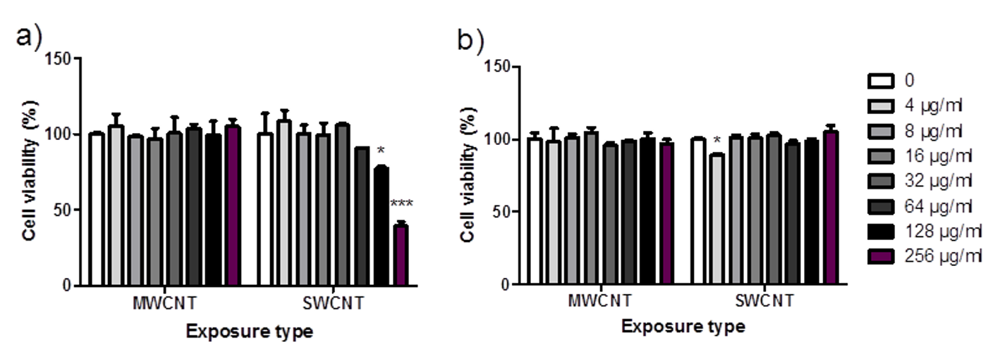 a)
150
100
50
0
Cell viability (%)
*
***
MWCNT SWCNT
Exposure type
b)
150
100
50
0
Cell viability (%)
*
MWCNT SWCNT
Exposure type
0
4 µg/ml
8 µg/ml
16 µg/ml
32 µg/ml
64 µg/ml
128 µg/ml
256 µg/ml